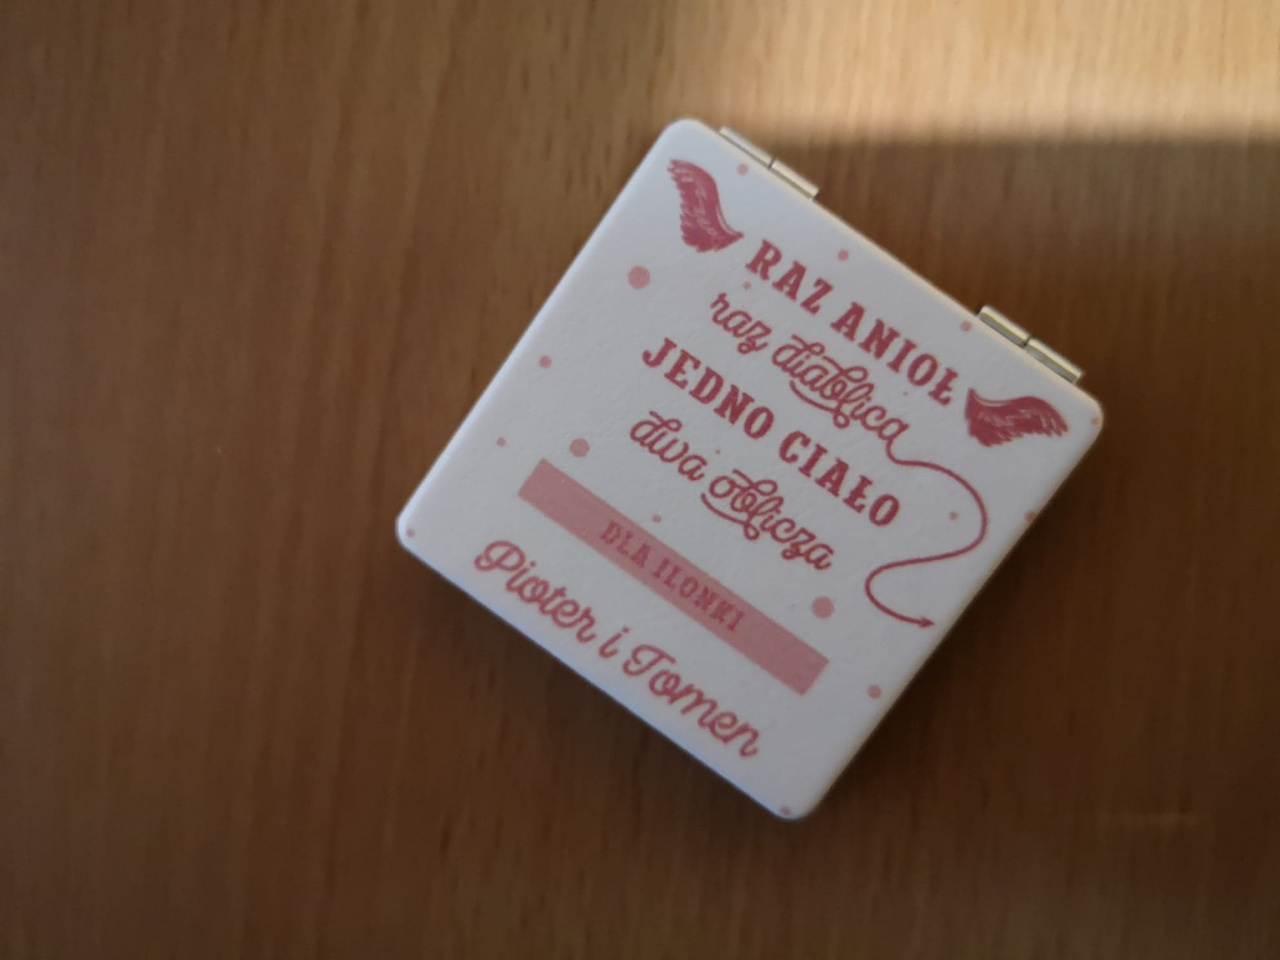 RAZ ANIOŁ
raz diablica
JEDNO CIAŁO
dwa oblicza
DLA ILONKI
Pioter i Tomen